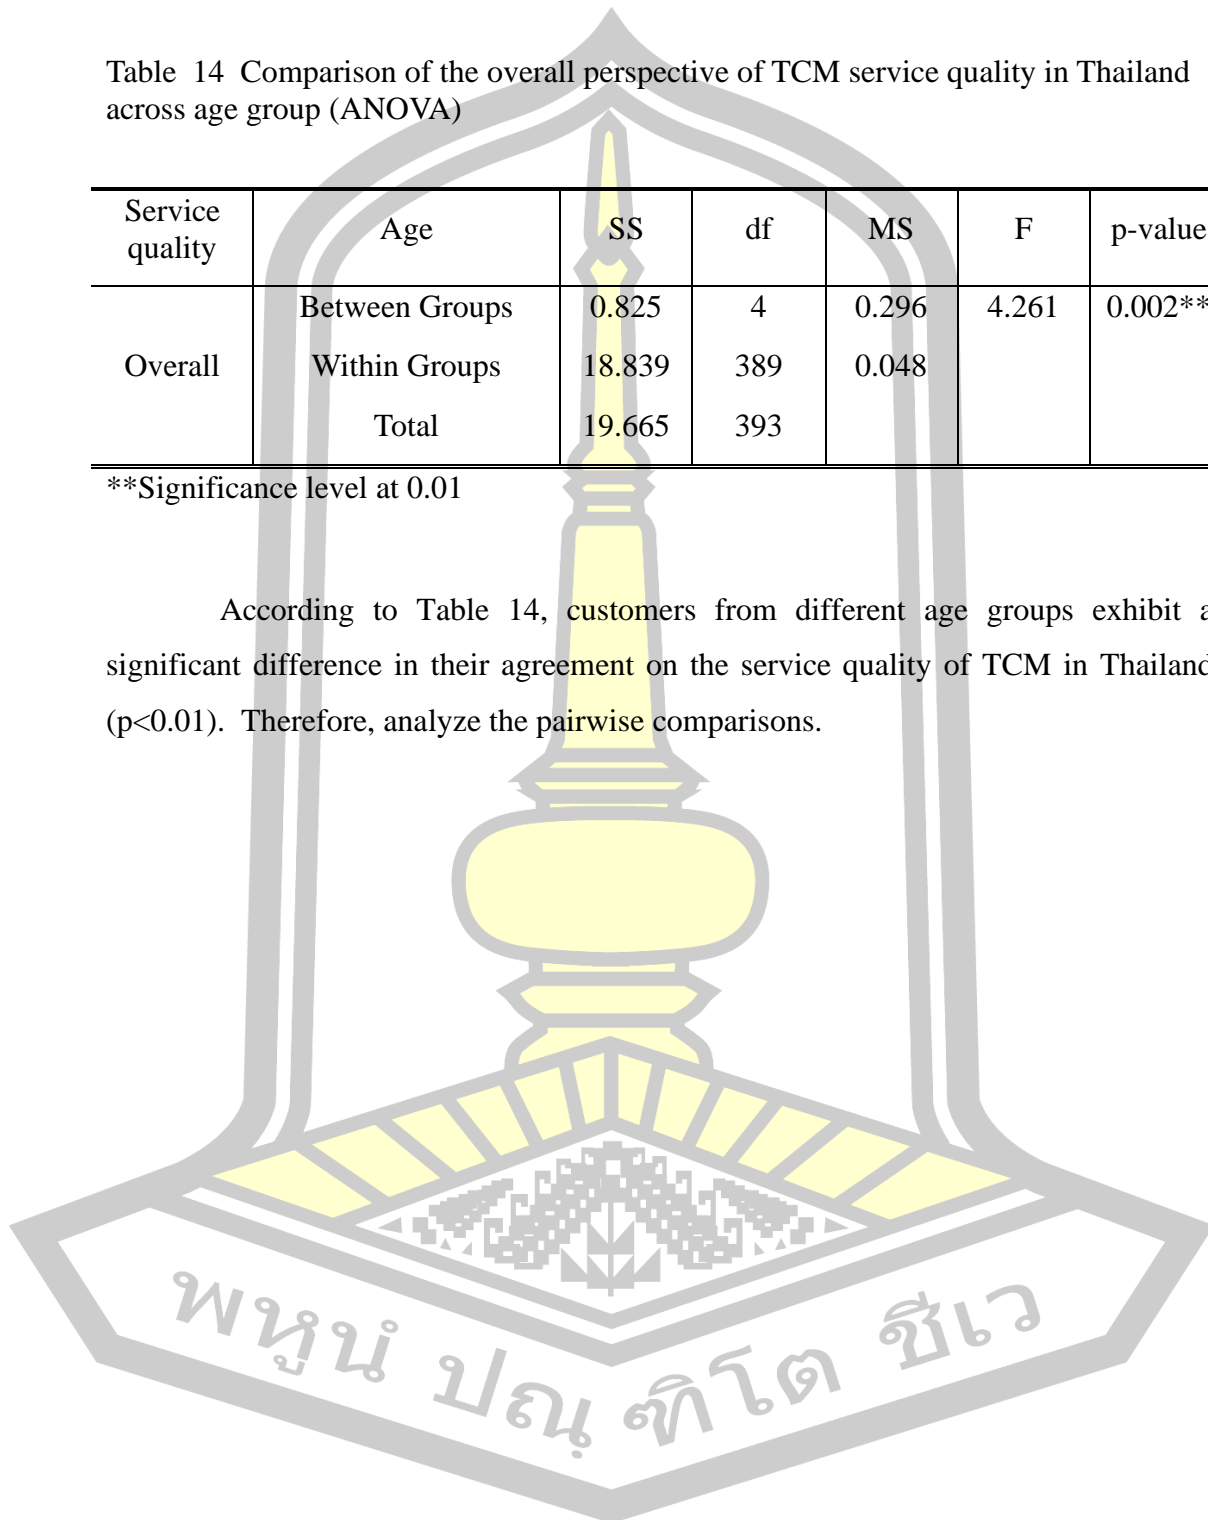 Table 14 Comparison of the overall perspective of TCM service quality in Thailand
across age group (ANOVA)
Service quality Age SS df MS F p-value
Between Groups 0.825 4 0.296 4.261 0.002**
Overall Within Groups 18.839 389 0.048
Total 19.665 393
**Significance level at 0.01
According to Table 14, customers from different age groups exhibit a
significant difference in their agreement on the service quality of TCM in Thailand
(p<0.01). Therefore, analyze the pairwise comparisons.
พหูนํ ปณฺฑิโต ชีเว